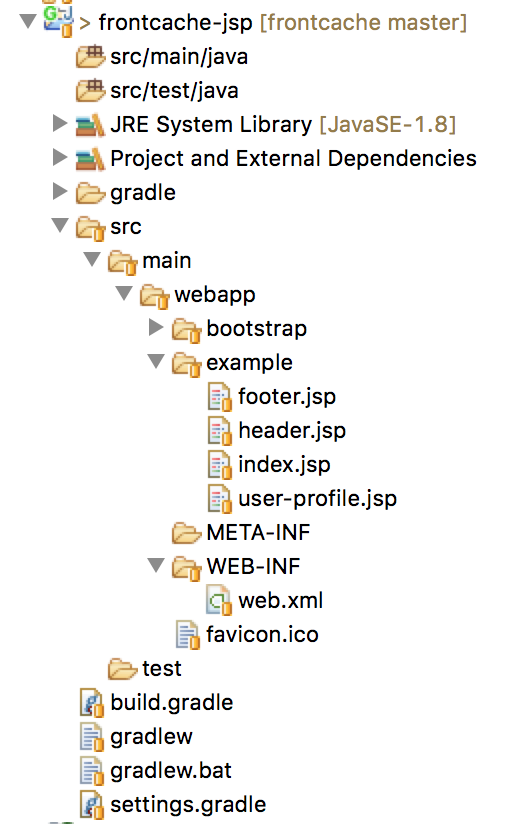 > frontcache-jsp [frontcache master]
src/main/java
src/test/java
JRE System Library [JavaSE-1.8]
Project and External Dependencies
gradle
src
main
webapp
bootstrap
example
footer.jsp
header.jsp
index.jsp
user-profile.jsp
META-INF
WEB-INF
web.xml
favicon.ico
test
build.gradle
gradlew
gradlew.bat
settings.gradle